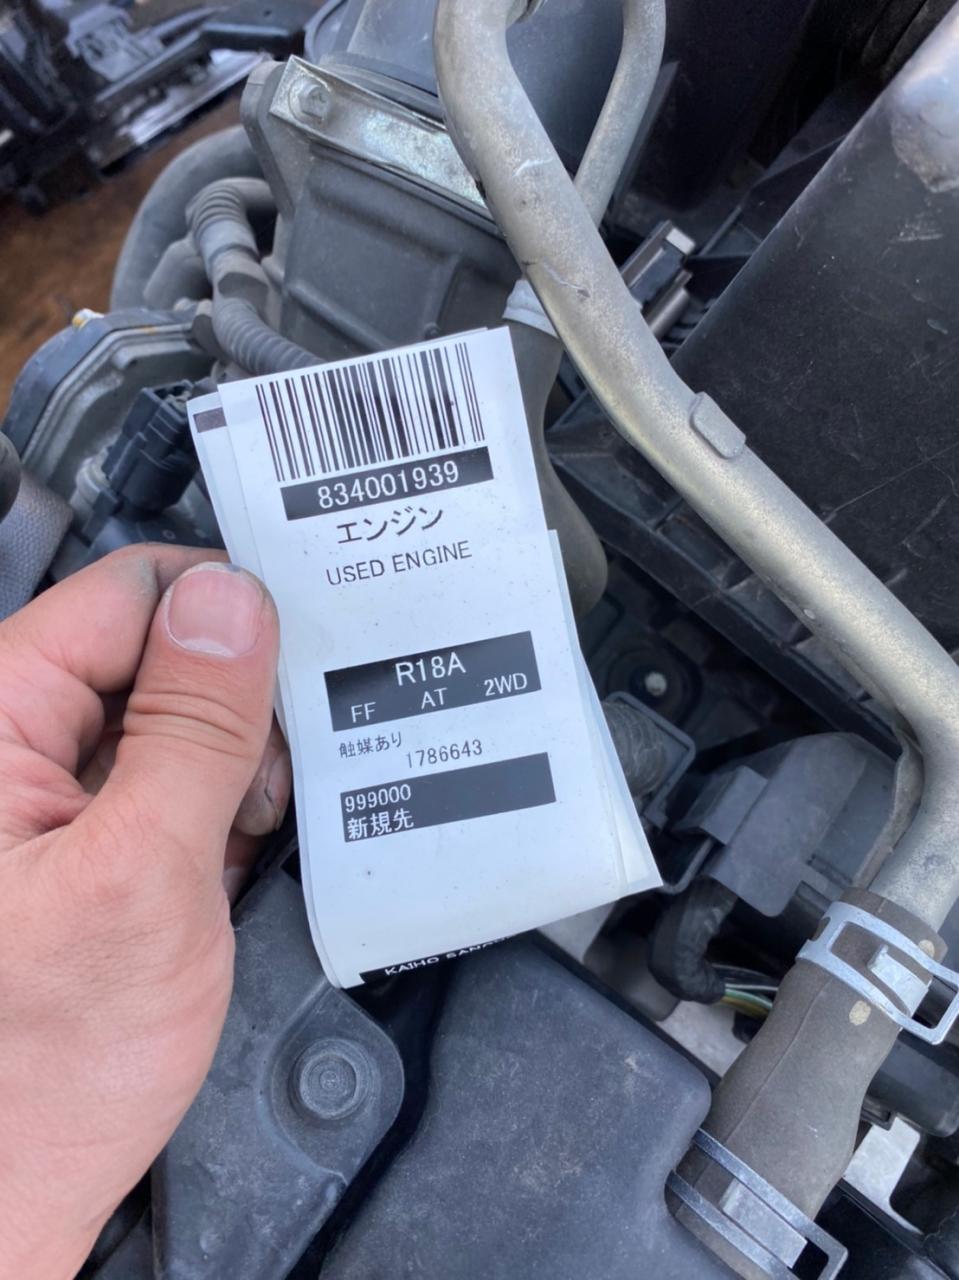 834001939
エンジン
USED ENGINE
R18A
FF AT 2WD
触媒あり
1786643
999000
新規先
KAIHO